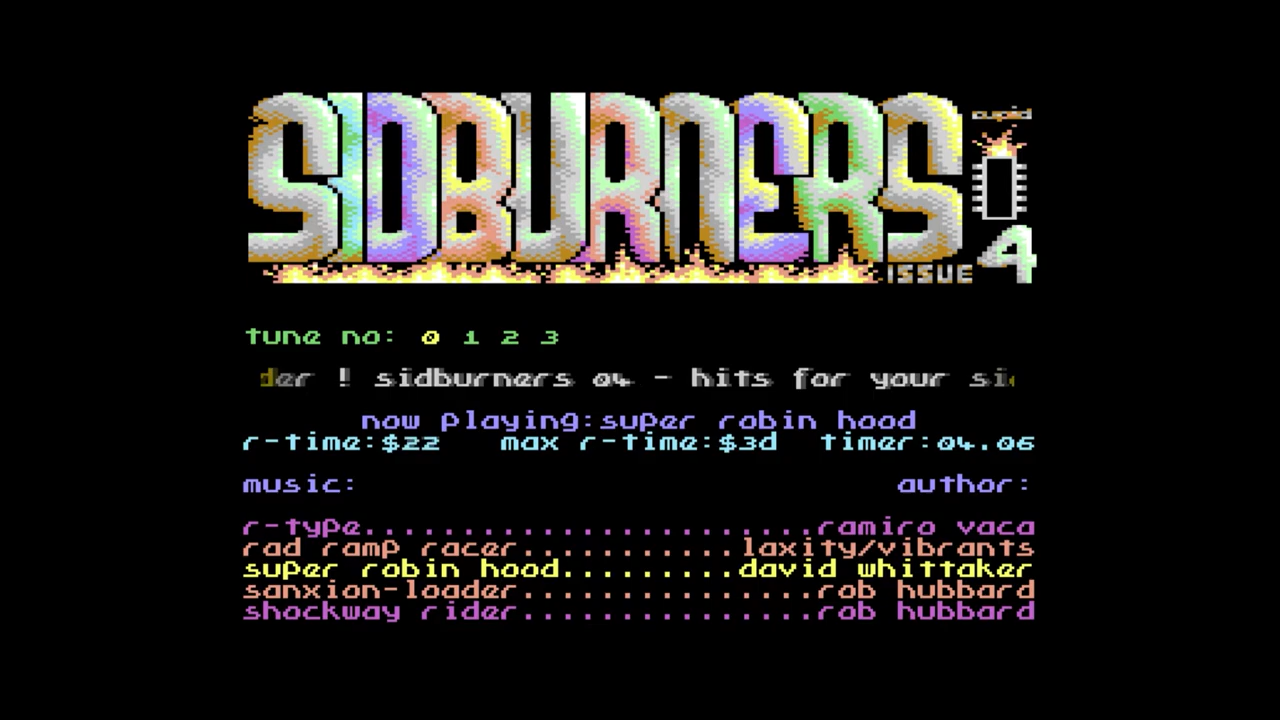 SIDBURNERS
cupid
ISSUE 4
tune no: 0 1 2 3
der ! sidburners 04 - hits for your si
now playing:super robin hood
r-time:$22 max r-time:$3d timer:04.06
music: author:
r-type.......................ramiro vaca
rad ramp racer...........laxity/vibrants
super robin hood.........david whittaker
sanxion-loader...............rob hubbard
shockway rider...............rob hubbard